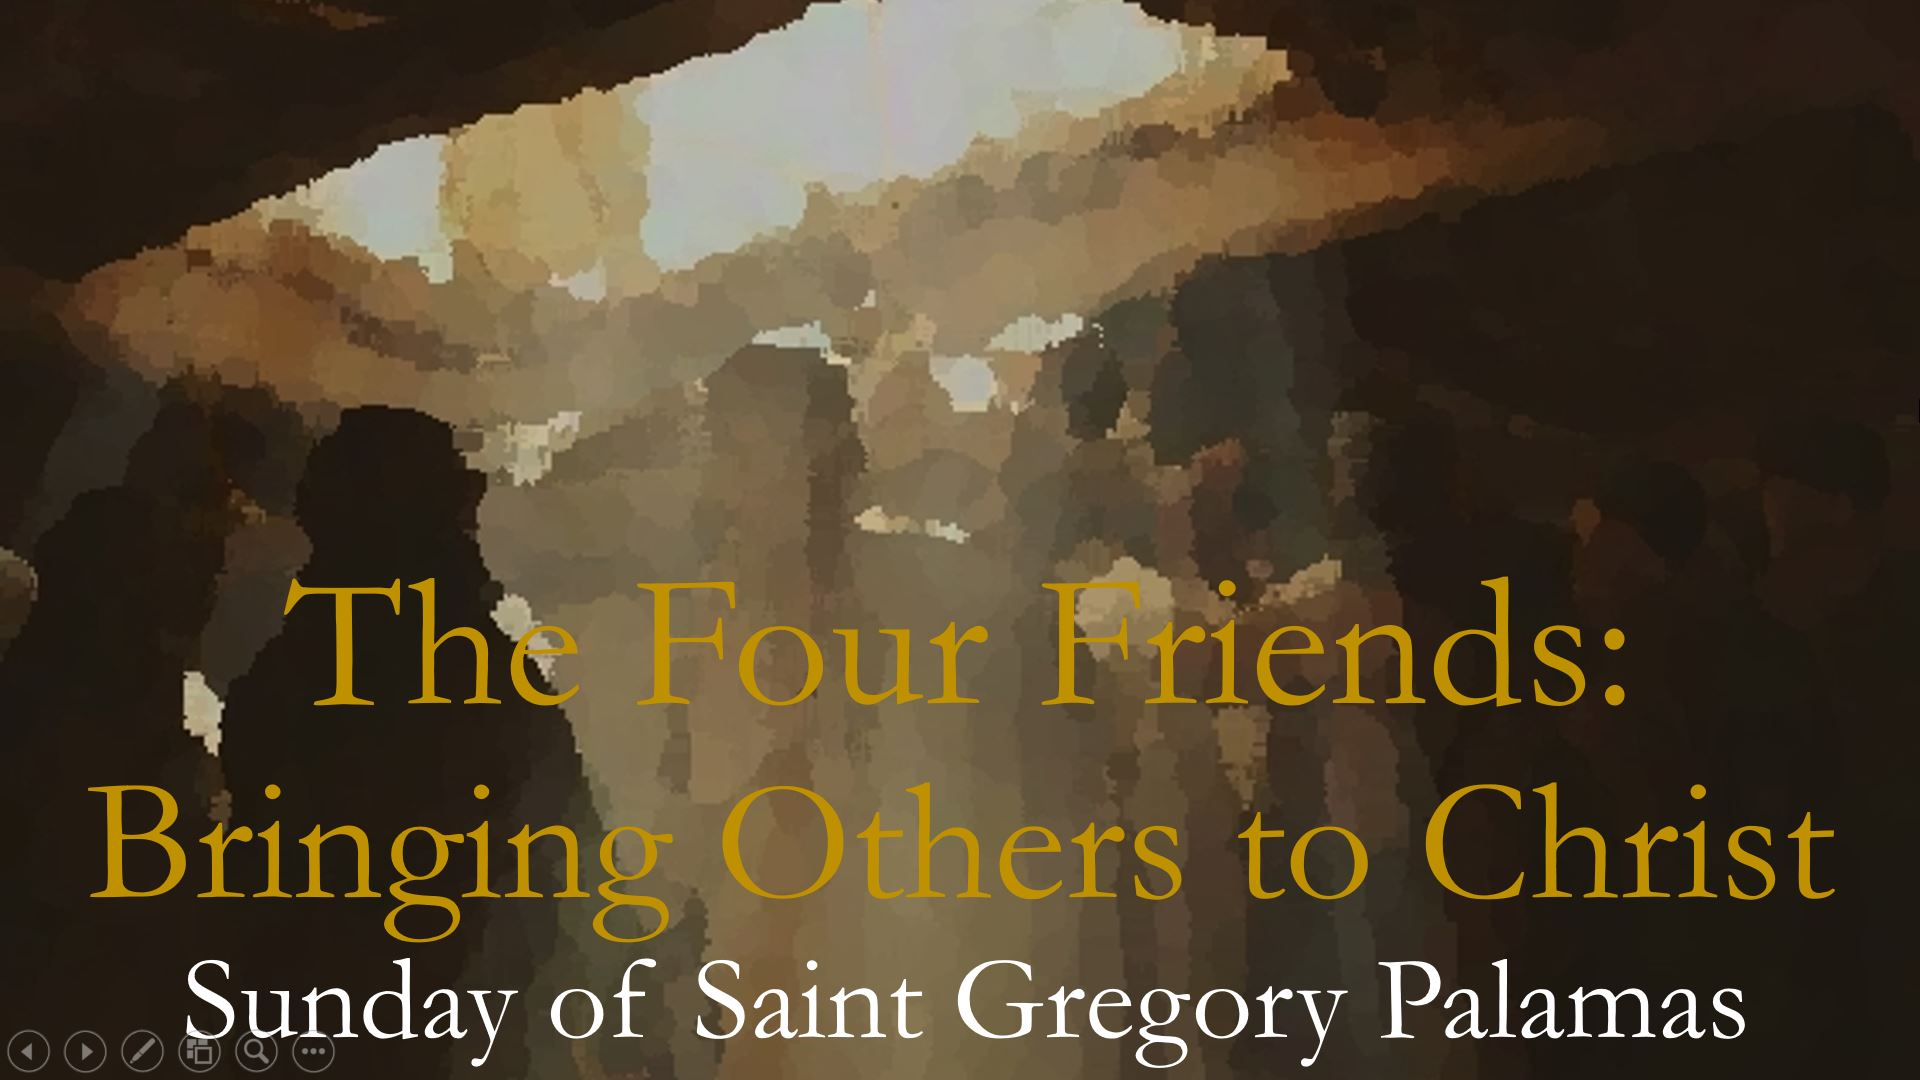 The Four Friends:
Bringing Others to Christ
Sunday of Saint Gregory Palamas